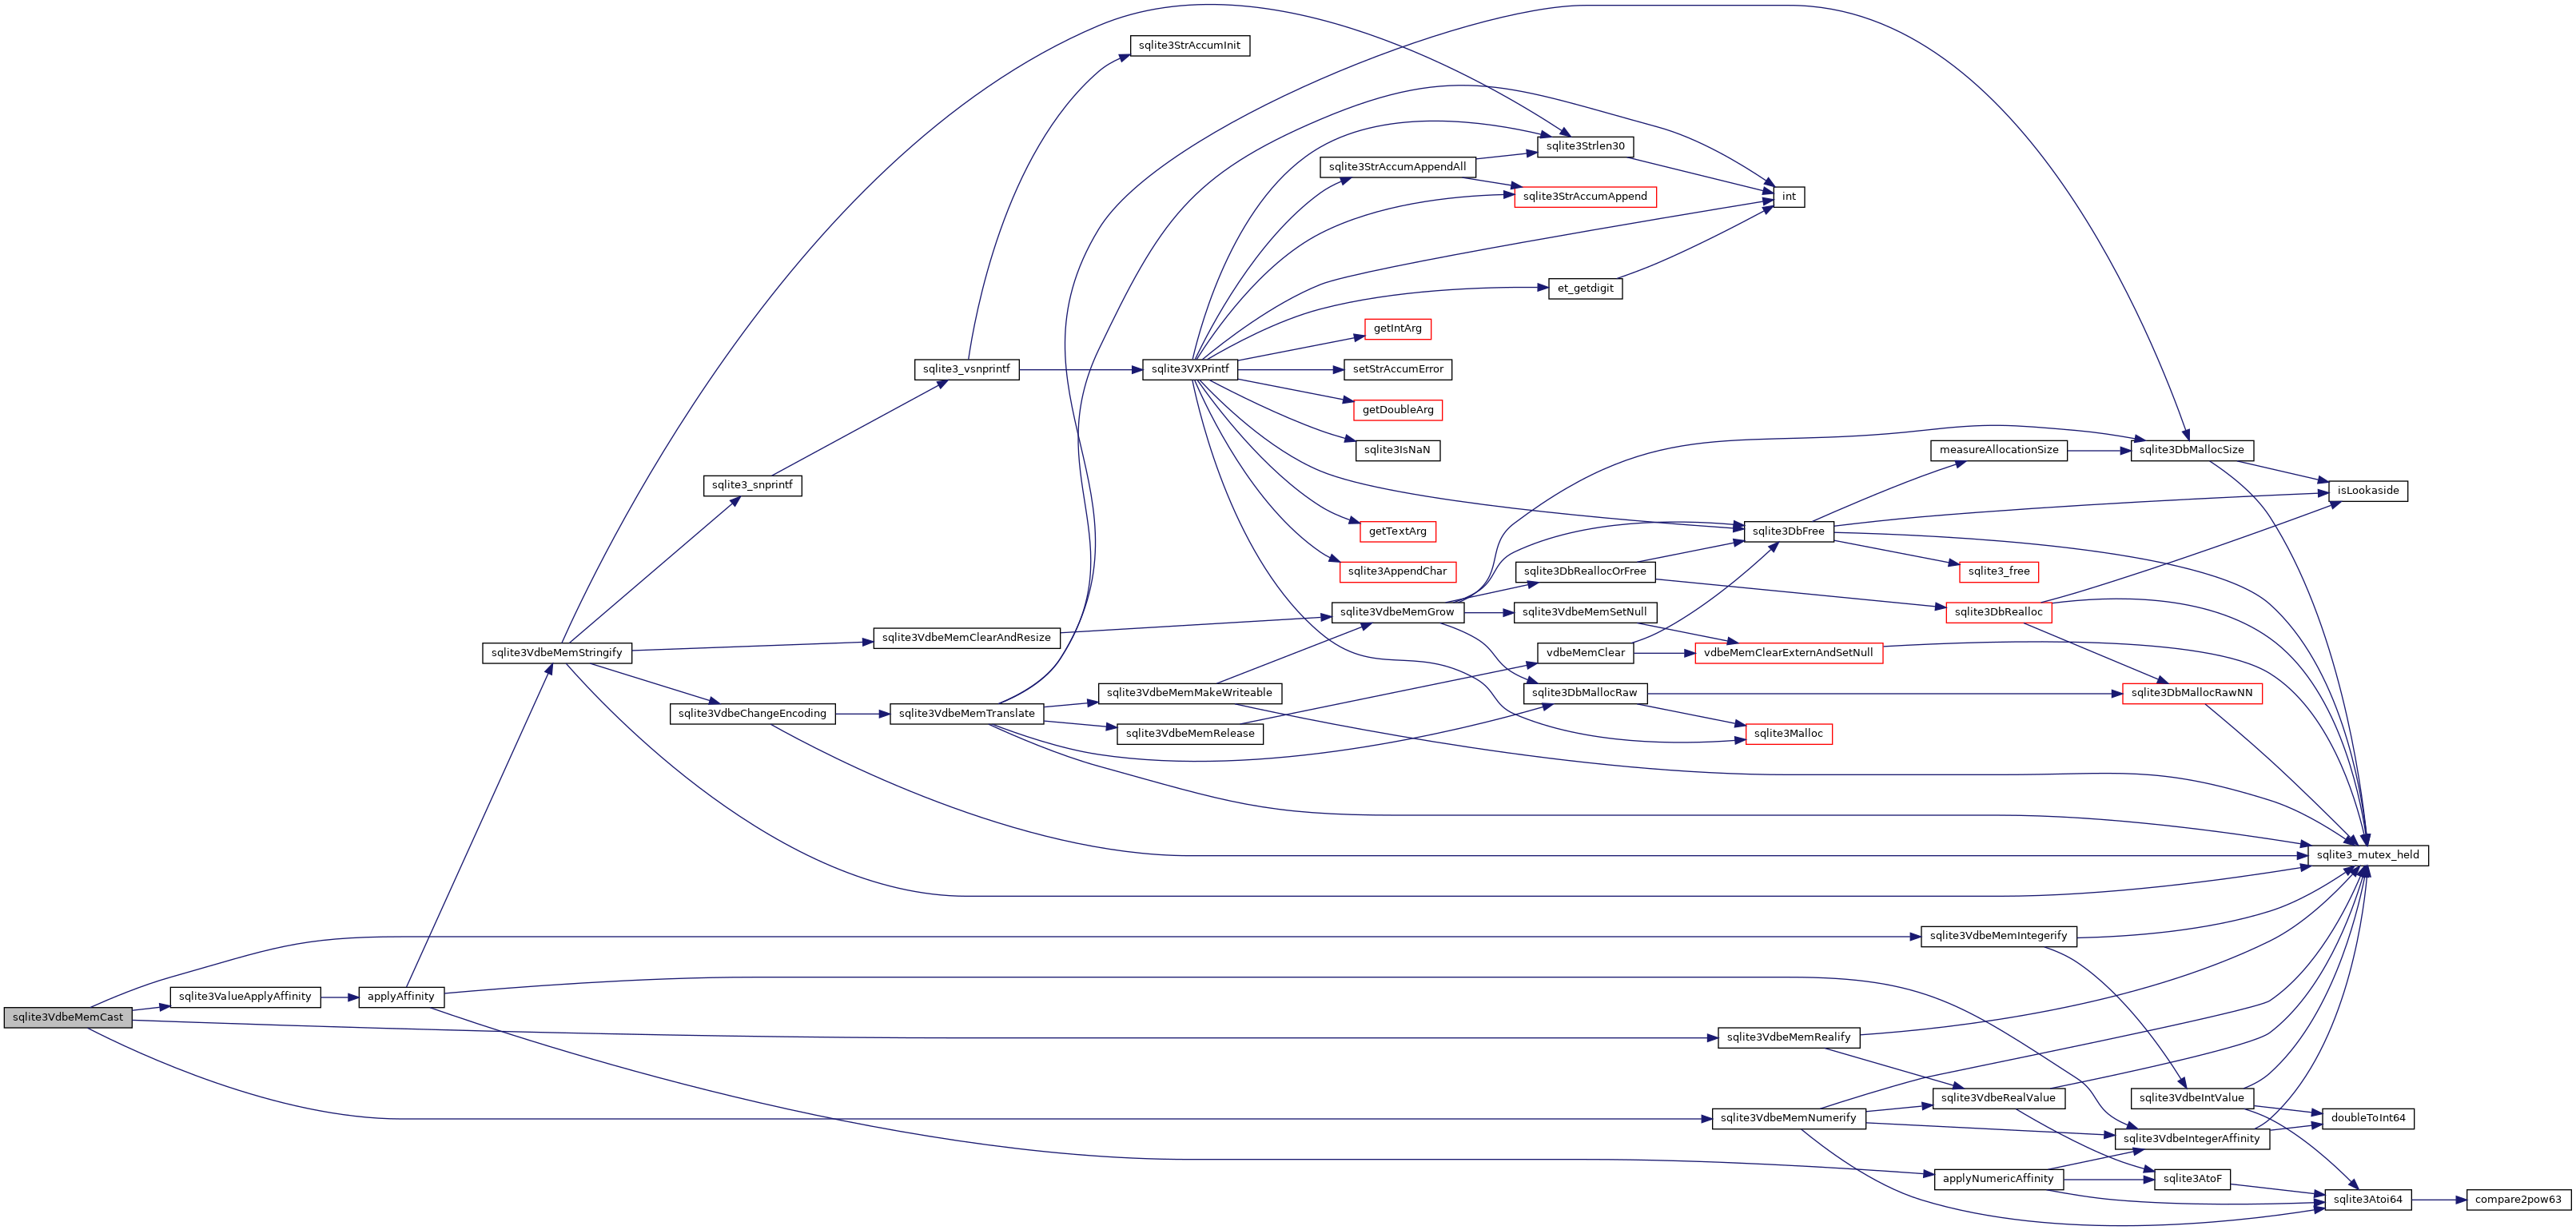 sqlite3StrAccumInit
sqlite3Strlen30
sqlite3StrAccumAppendAll
sqlite3StrAccumAppend
int
et_getdigit
getIntArg
sqlite3_vsnprintf
sqlite3VXPrintf
setStrAccumError
getDoubleArg
sqlite3IsNaN
measureAllocationSize
sqlite3DbMallocSize
sqlite3_snprintf
isLookaside
getTextArg
sqlite3DbFree
sqlite3AppendChar
sqlite3DbReallocOrFree
sqlite3_free
sqlite3VdbeMemGrow
sqlite3VdbeMemSetNull
sqlite3DbRealloc
sqlite3VdbeMemClearAndResize
sqlite3VdbeMemStringify
vdbeMemClear
vdbeMemClearExternAndSetNull
sqlite3VdbeMemMakeWriteable
sqlite3DbMallocRaw
sqlite3DbMallocRawNN
sqlite3VdbeChangeEncoding
sqlite3VdbeMemTranslate
sqlite3VdbeMemRelease
sqlite3Malloc
sqlite3_mutex_held
sqlite3VdbeMemIntegerify
sqlite3ValueApplyAffinity
applyAffinity
sqlite3VdbeMemCast
sqlite3VdbeMemRealify
sqlite3VdbeRealValue
sqlite3VdbeIntValue
sqlite3VdbeMemNumerify
doubleToInt64
sqlite3VdbeIntegerAffinity
applyNumericAffinity
sqlite3AtoF
sqlite3Atoi64
compare2pow63